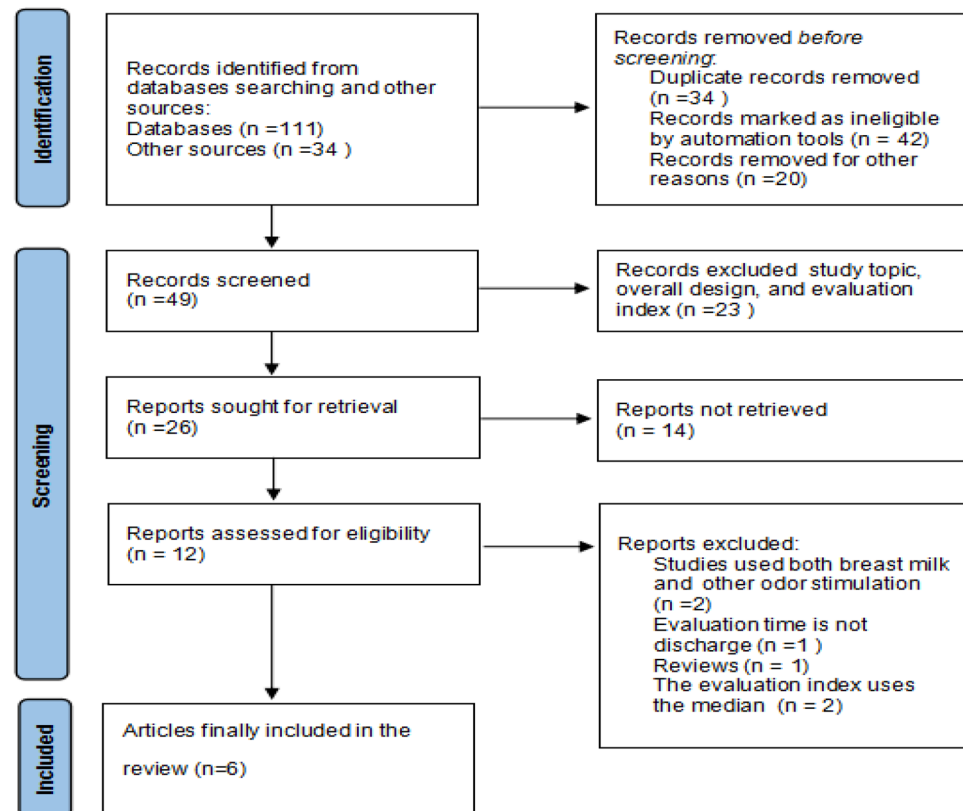 Identification
Records identified from
databases searching and other
sources:
Databases (n =111)
Other sources (n =34 )
Records removed before
screening:
Duplicate records removed
(n =34 )
Records marked as ineligible
by automation tools (n = 42)
Records removed for other
reasons (n =20)
Screening
Records screened
(n =49)
Records excluded study topic,
overall design, and evaluation
index (n =23 )
Reports sought for retrieval
(n =26)
Reports not retrieved
(n = 14)
Reports assessed for eligibility
(n = 12)
Reports excluded:
Studies used both breast milk
and other odor stimulation
(n =2)
Evaluation time is not
discharge (n =1 )
Reviews (n = 1)
The evaluation index uses
the median (n = 2)
Included
Articles finally included in the
review (n=6)